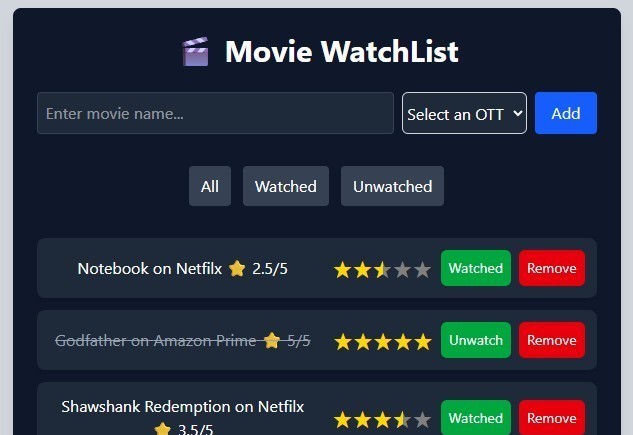 Movie WatchList
Enter movie name...
Select an OTT
Add
All
Watched
Unwatched
Notebook on Netfilx ⭐ 2.5/5
Watched
Remove
Godfather on Amazon Prime ⭐ 5/5
Unwatch
Remove
Shawshank Redemption on Netfilx
⭐ 3.5/5
Watched
Remove